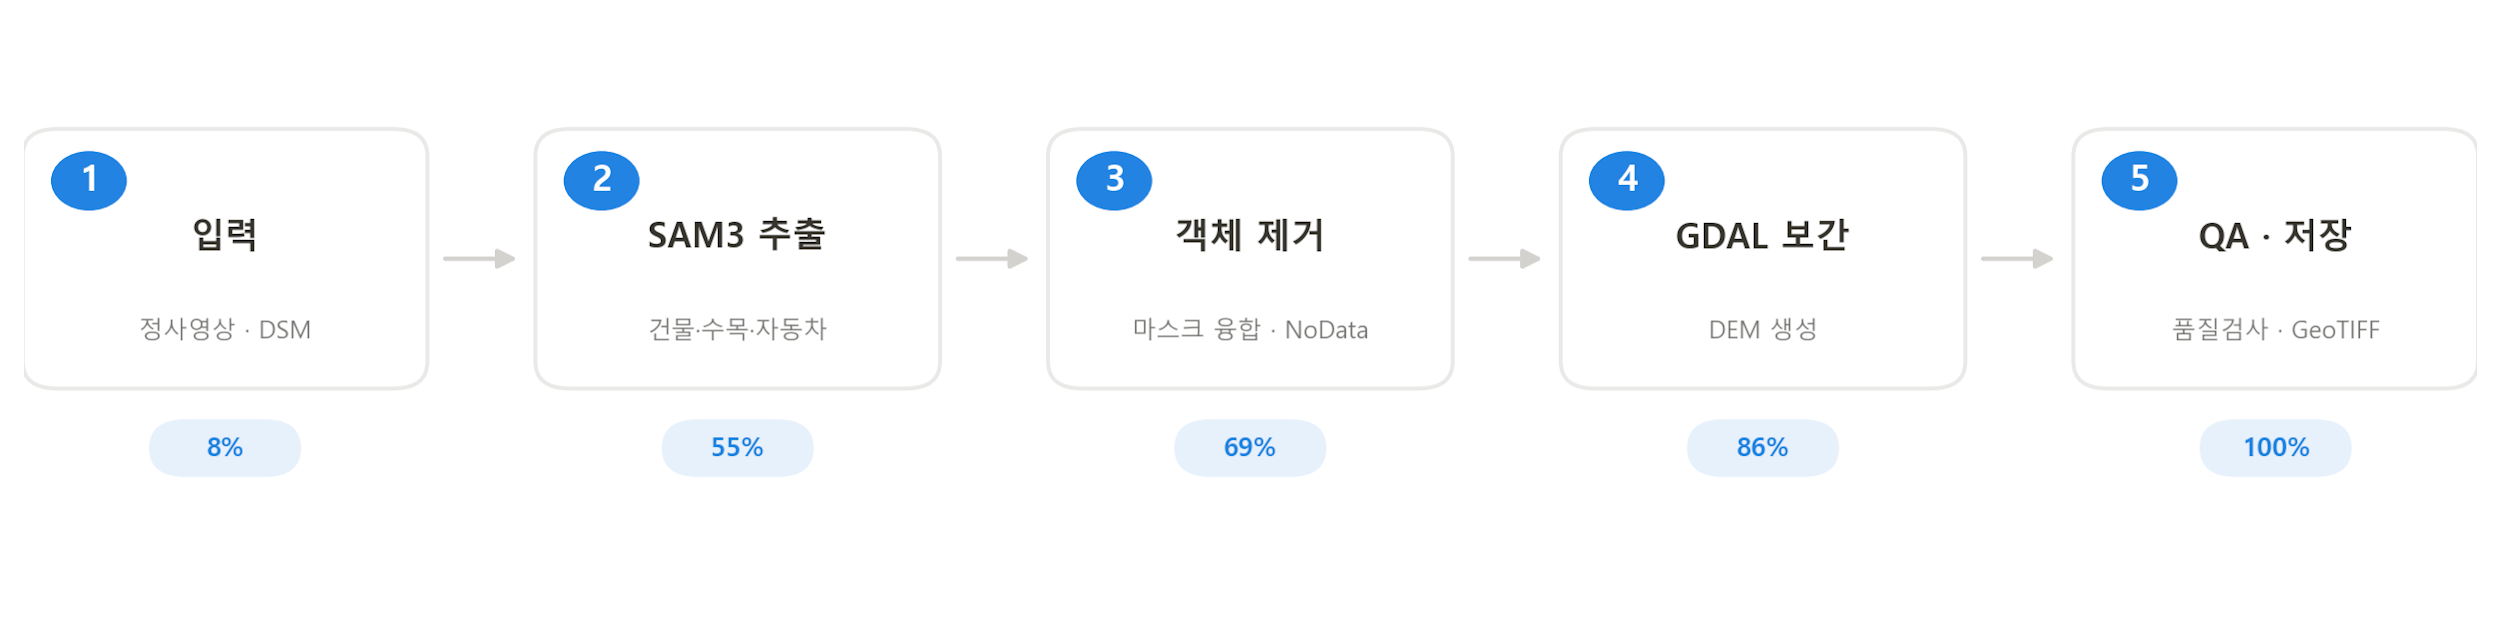 1
입력
정사영상 · DSM
8%
2
SAM3 추출
건물·수목·자동차
55%
3
객체 제거
마스크 융합 · NoData
69%
4
GDAL 보간
DEM 생성
86%
5
QA · 저장
품질검사 · GeoTIFF
100%